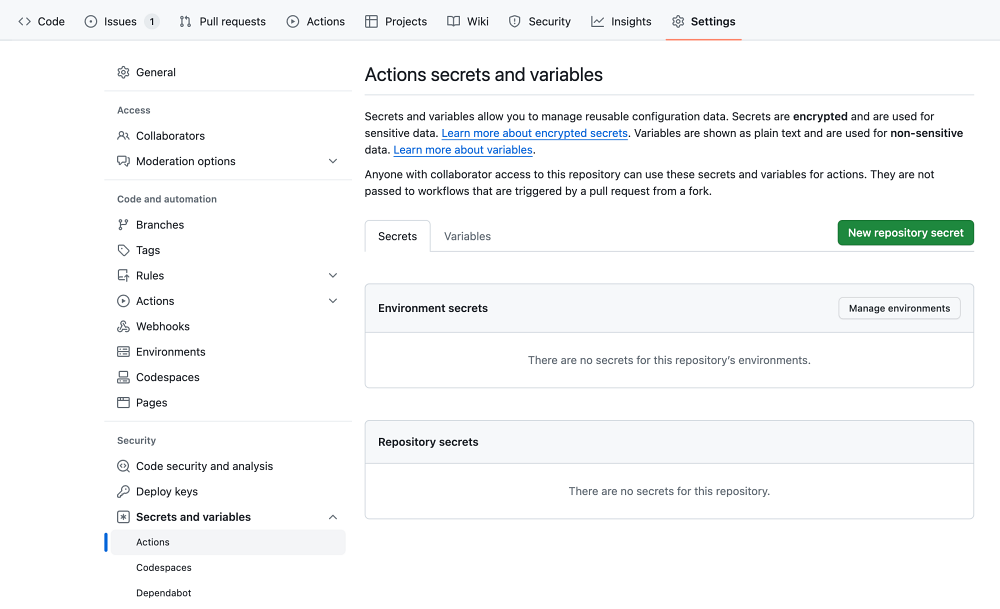 Code Issues 1 Pull requests Actions Projects Wiki Security Insights Settings
General
Access
Collaborators
Moderation options
Code and automation
Branches
Tags
Rules
Actions
Webhooks
Environments
Codespaces
Pages
Security
Code security and analysis
Deploy keys
Secrets and variables
Actions
Codespaces
Dependabot
Actions secrets and variables
Secrets and variables allow you to manage reusable configuration data. Secrets are encrypted and are used for
sensitive data. Learn more about encrypted secrets. Variables are shown as plain text and are used for non-sensitive
data. Learn more about variables.
Anyone with collaborator access to this repository can use these secrets and variables for actions. They are not
passed to workflows that are triggered by a pull request from a fork.
Secrets Variables New repository secret
Environment secrets Manage environments
There are no secrets for this repository's environments.
Repository secrets
There are no secrets for this repository.